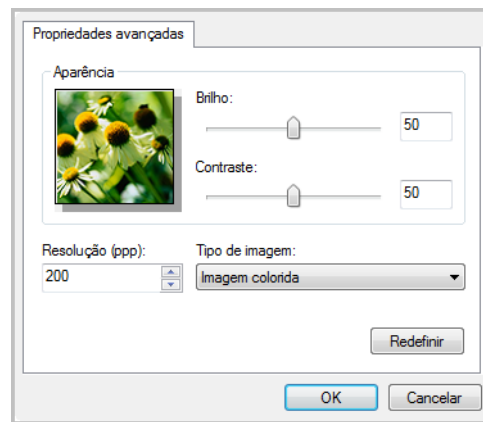 Propriedades avançadas
Aparência
Brilho:
50
Contraste:
50
Resolução (ppp):
Tipo de imagem:
200
Imagem colorida
Redefinir
OK
Cancelar